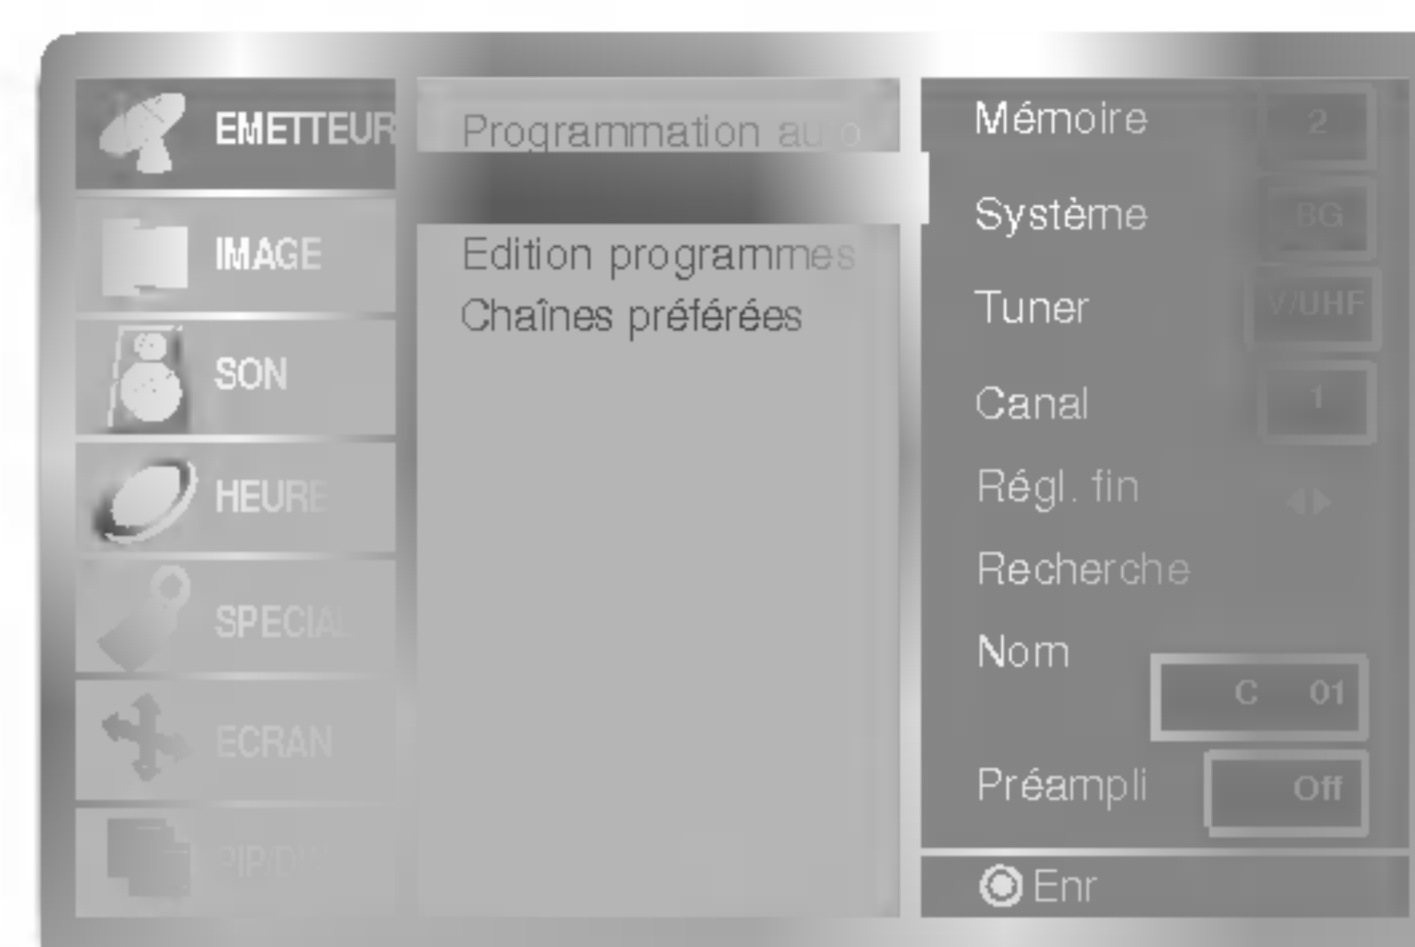 EMETTEUR
IMAGE
SON
HEURE
SPECIAL
ECRAN
Programmation auto
Edition programmes
Chaînes préférées
Mémoire 2
Système BG
Tuner V/UHF
Canal 1
Régl. fin
Recherche
Nom
C 01
Préampli Off
Enr